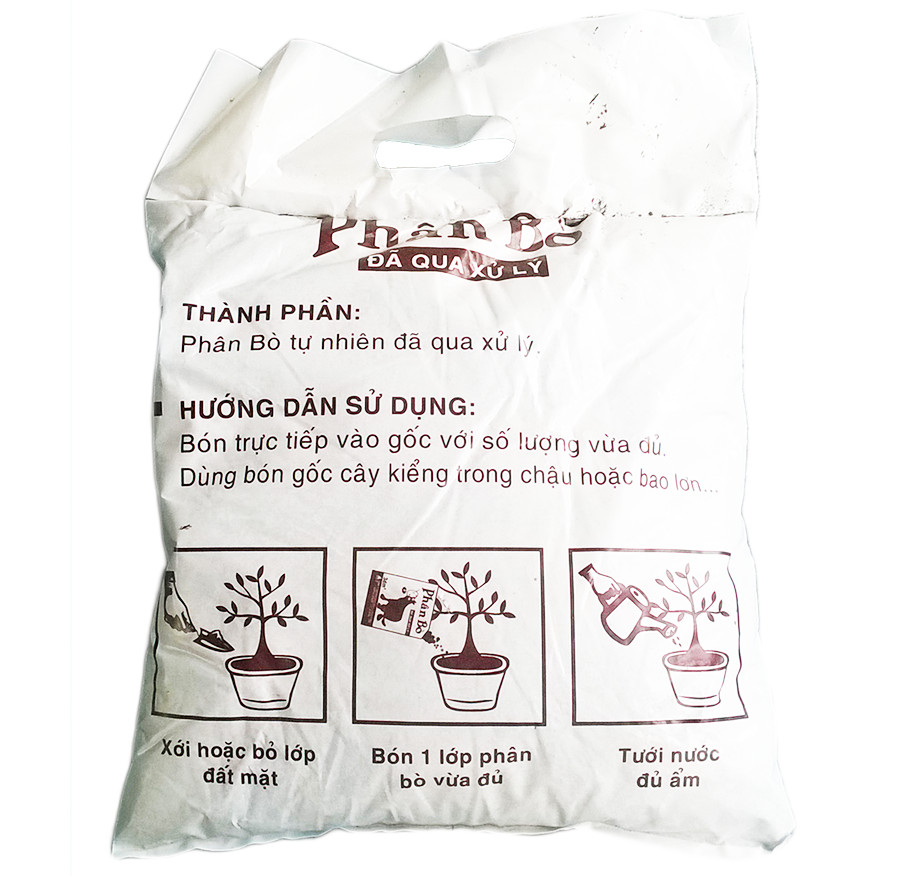 Phân Bò
ĐÃ QUA XỬ LÝ
THÀNH PHẦN:
Phân Bò tự nhiên đã qua xử lý.
HƯỚNG DẪN SỬ DỤNG:
Bón trực tiếp vào gốc với số lượng vừa đủ.
Dùng bón gốc cây kiểng trong chậu hoặc bao lớn...
Phân Bò
Xới hoặc bỏ lớp
đất mặt
Bón 1 lớp phân
bò vừa đủ
Tưới nước
đủ ẩm